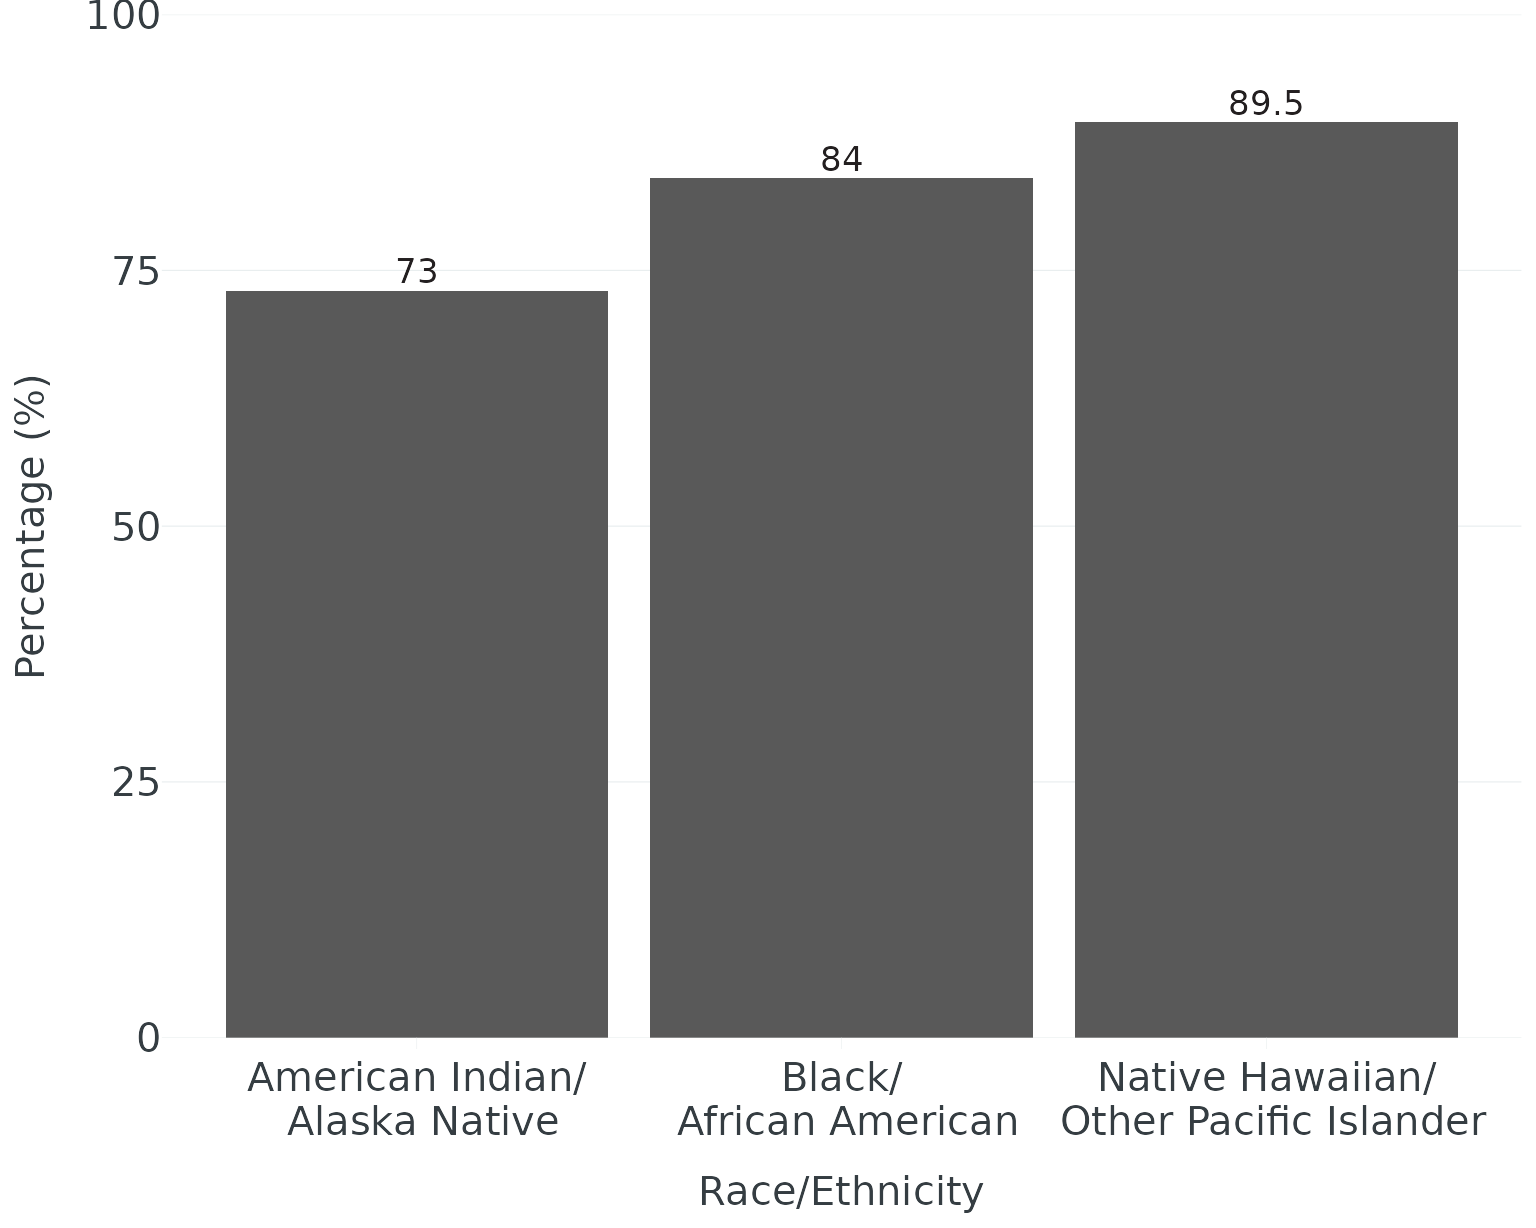 100
75
50
25
0
Percentage (%)
73
84
89.5
American Indian/
Alaska Native
Black/
African American
Native Hawaiian/
Other Pacific Islander
Race/Ethnicity